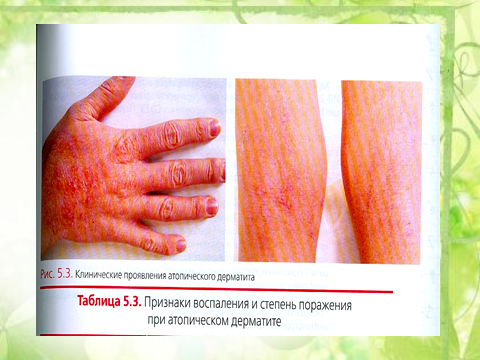 Рис. 5.3. Клинические проявления атопического дерматита
Таблица 5.3. Признаки воспаления и степень поражения
при атопическом дерматите